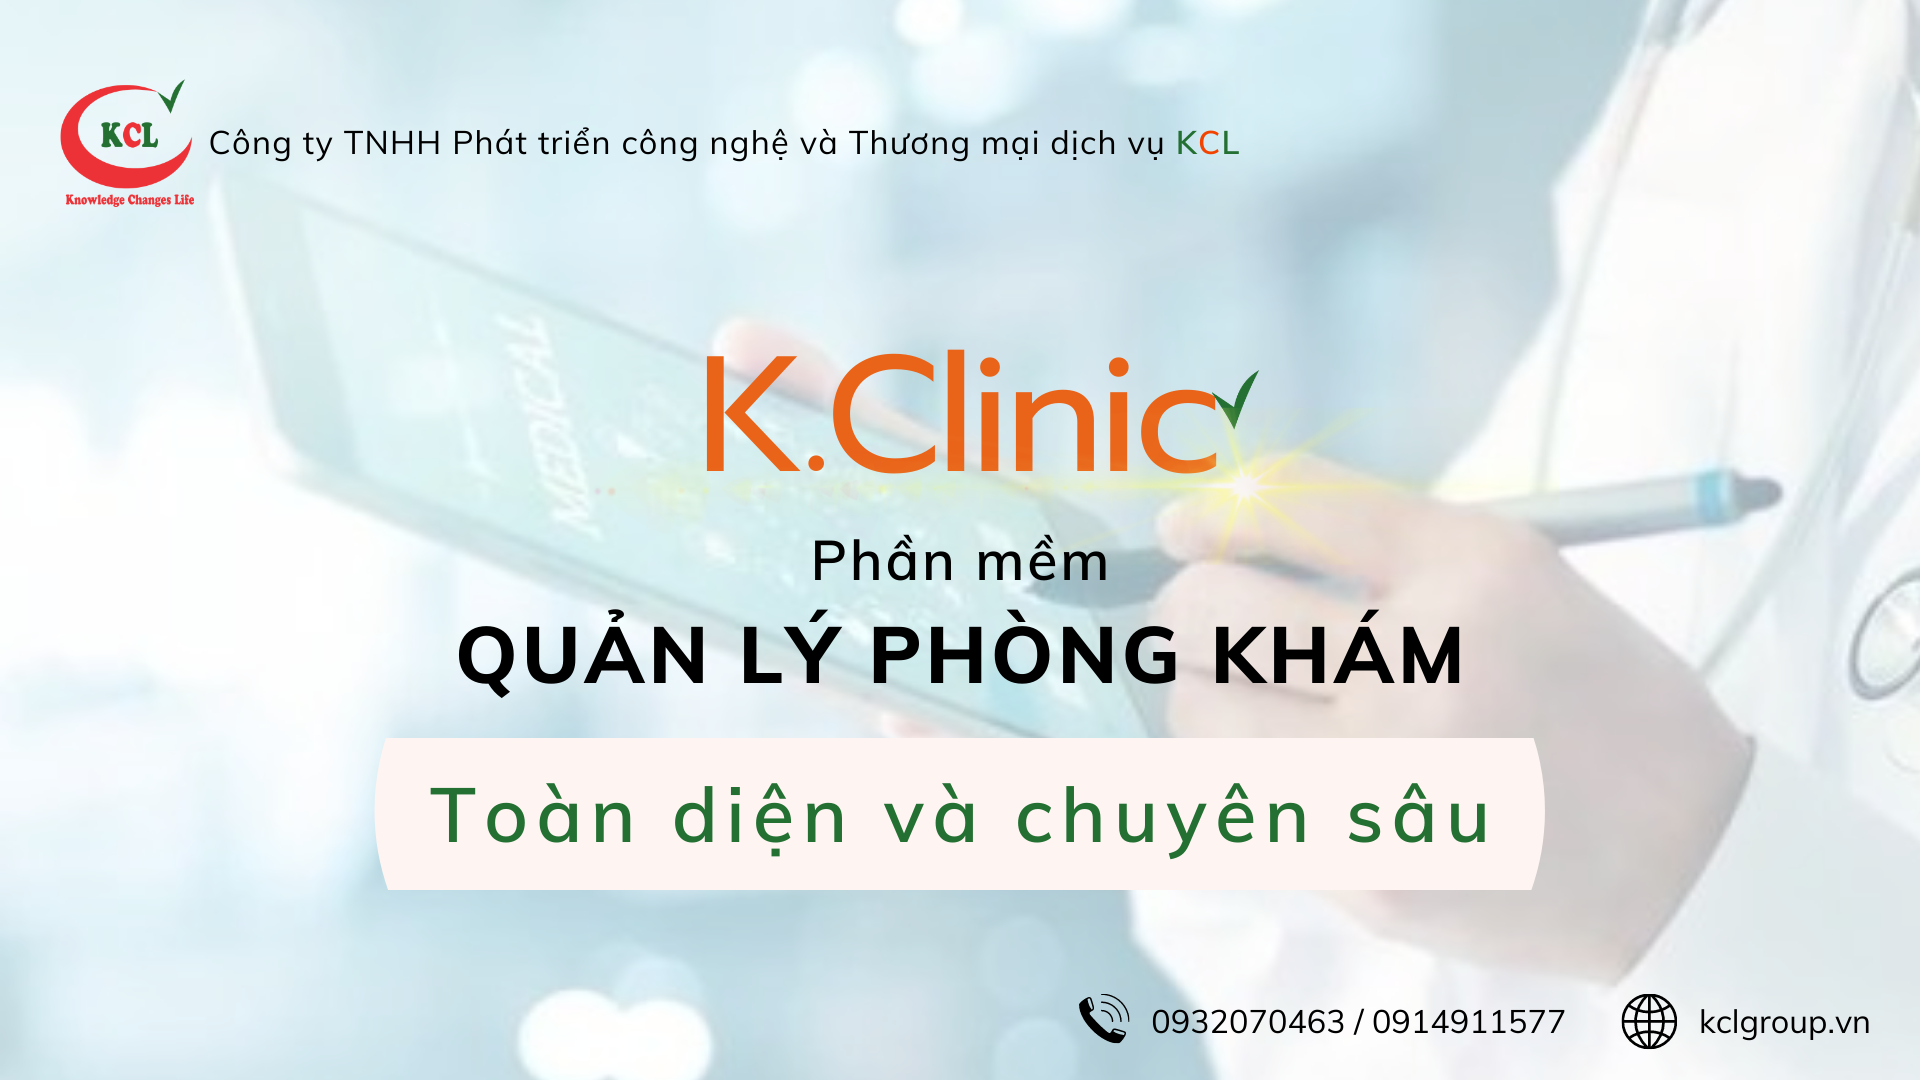 KCL
Knowledge Changes Life
Công ty TNHH Phát triển công nghệ và Thương mại dịch vụ KCL
MEDICAL
K.Clinic
Phần mềm
QUẢN LÝ PHÒNG KHÁM
Toàn diện và chuyên sâu
0932070463 / 0914911577
kclgroup.vn